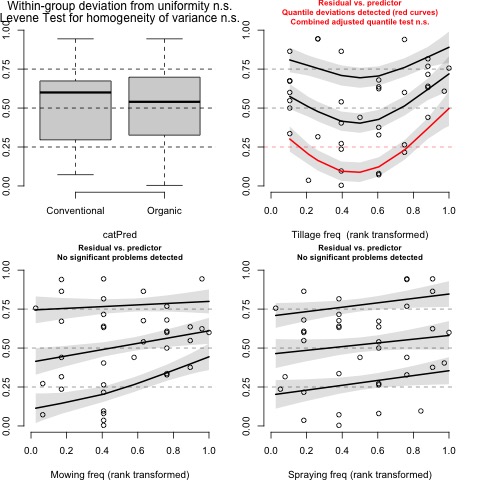 Within-group deviation from uniformity n.s.
Levene Test for homogeneity of variance n.s.
0.00 0.25 0.50 0.75 1.00
Conventional Organic
catPred
Residual vs. predictor
Quantile deviations detected (red curves)
Combined adjusted quantile test n.s.
0.00 0.25 0.50 0.75 1.00
0.0 0.2 0.4 0.6 0.8 1.0
Tillage freq (rank transformed)
Residual vs. predictor
No significant problems detected
0.00 0.25 0.50 0.75 1.00
0.0 0.2 0.4 0.6 0.8 1.0
Mowing freq (rank transformed)
Residual vs. predictor
No significant problems detected
0.00 0.25 0.50 0.75 1.00
0.0 0.2 0.4 0.6 0.8 1.0
Spraying freq (rank transformed)